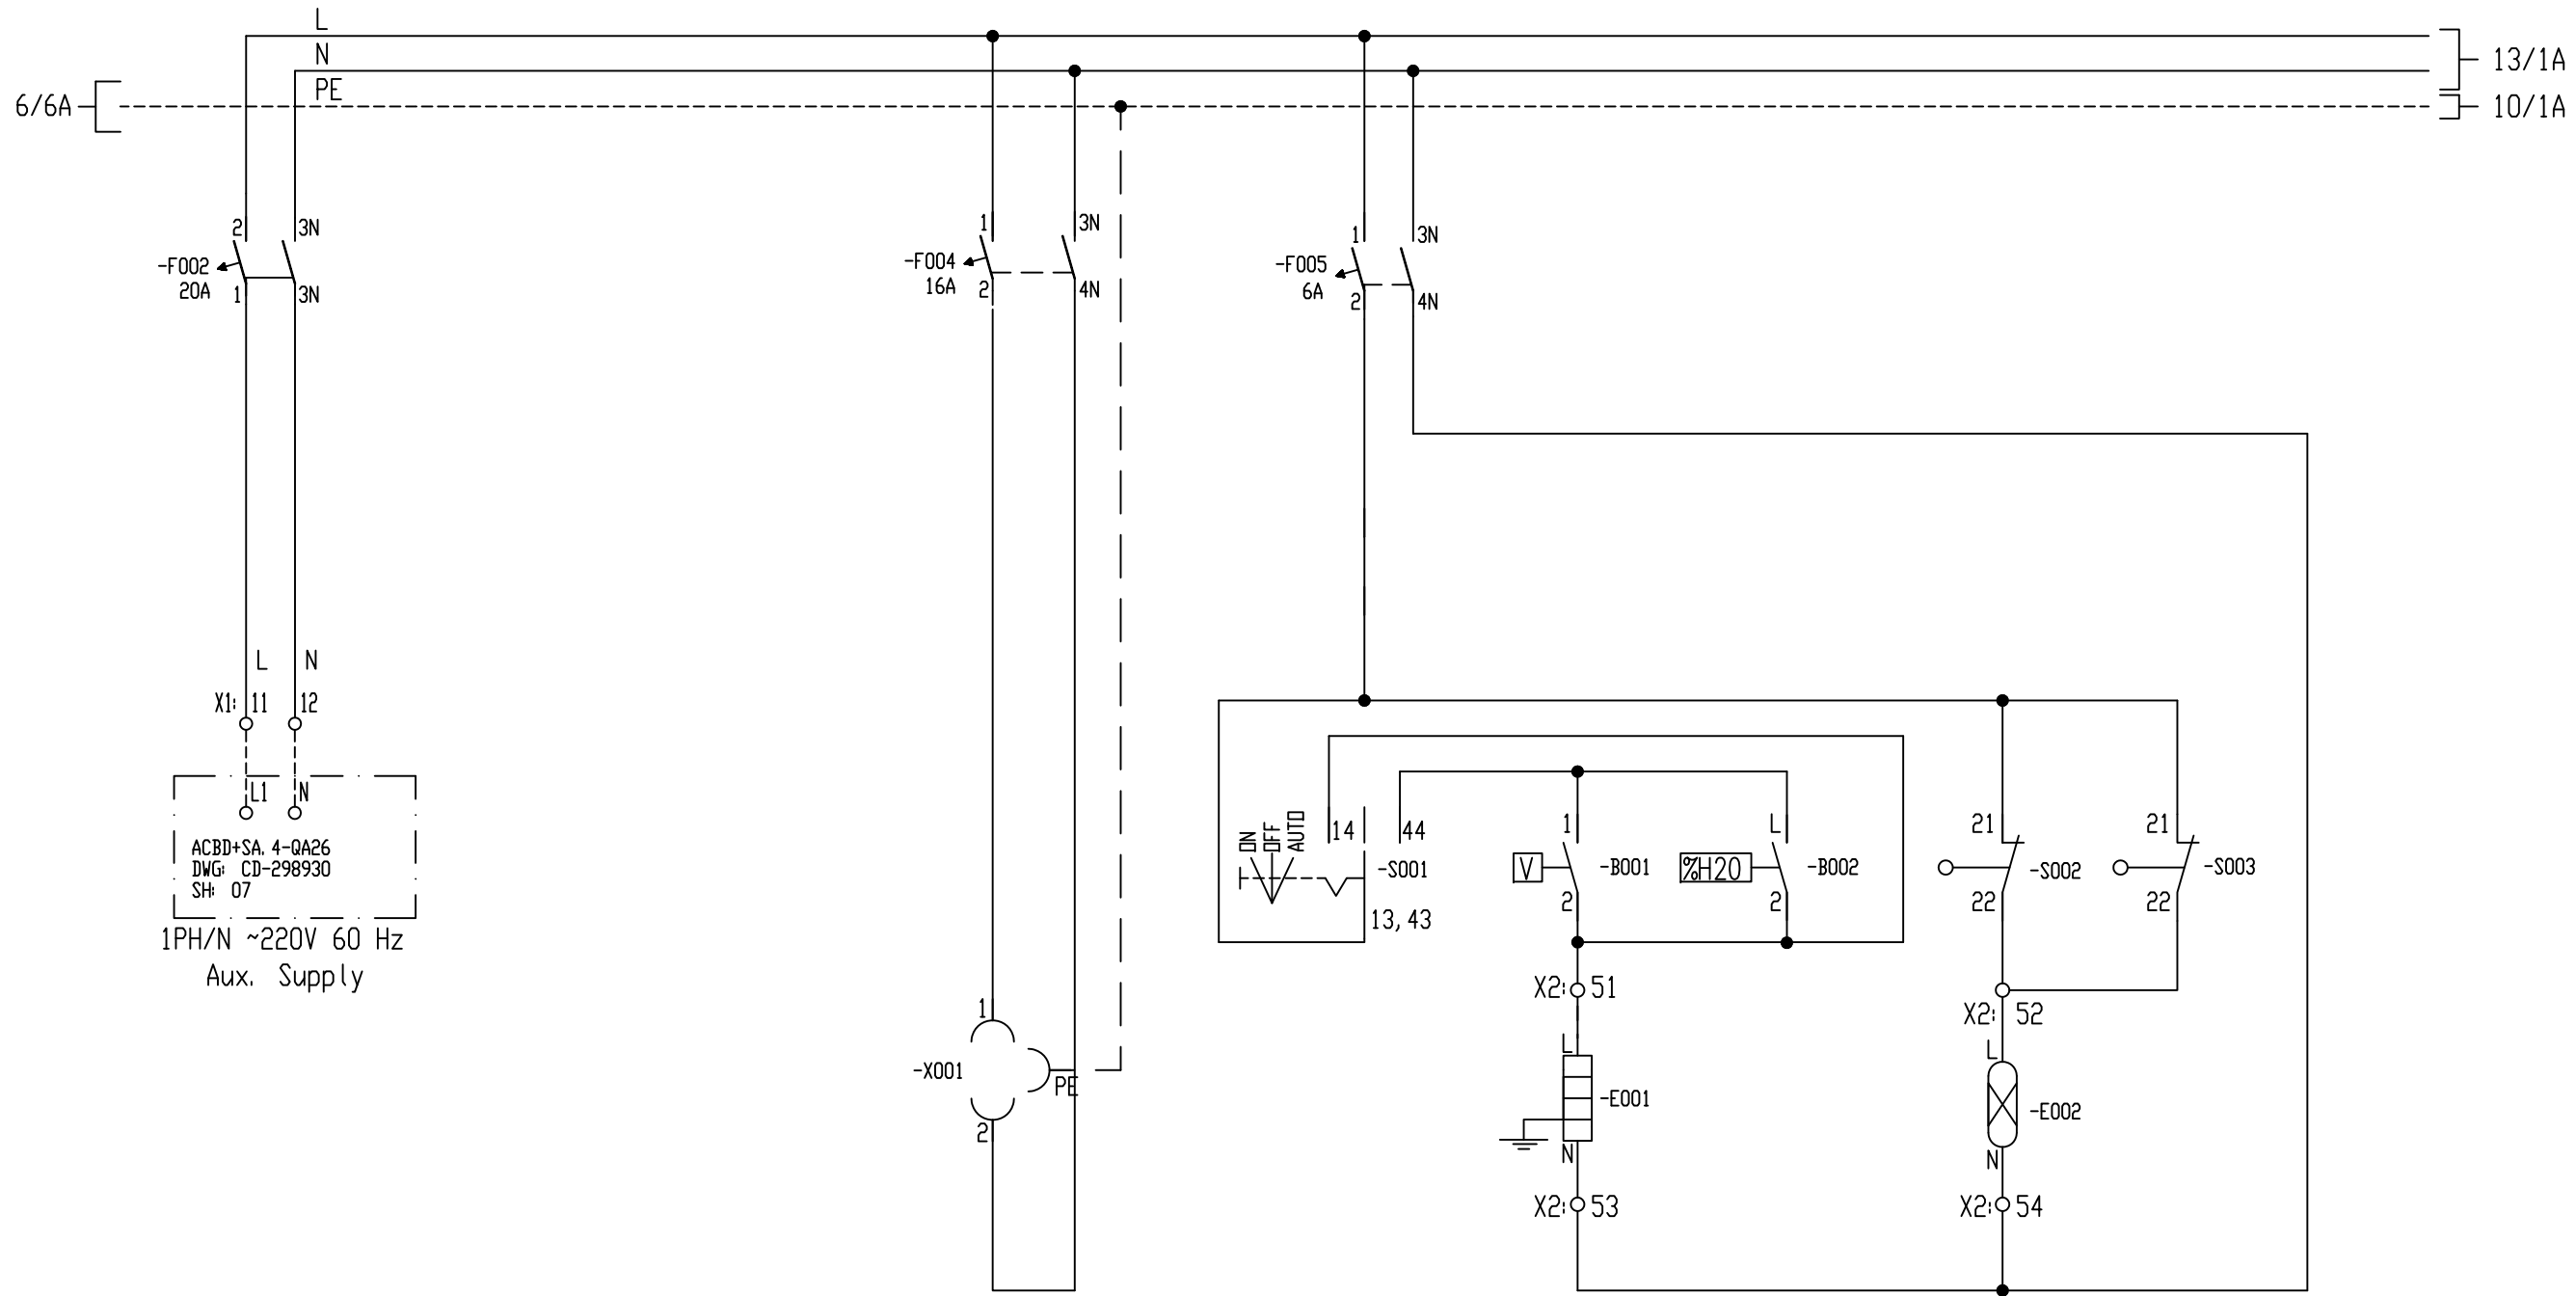 L
N
PE
6/6A
13/1A
10/1A
2
3N
-F002
20A
1
3N
1
3N
-F004
16A
2
4N
1
3N
-F005
6A
2
4N
L
N
X1:
11
12
L1
N
ACBD+SA. 4-QA26
DWG: CD-298930
SH: 07
1PH/N ~220V 60 Hz
Aux. Supply
1
-X001
PE
2
ON
OFF
AUTO
14
44
-S001
13, 43
1
V
-B001
2
L
%H20
-B002
2
21
-S002
22
21
-S003
22
X2: 51
X2: 52
L
-E001
N
L
-E002
N
X2: 53
X2: 54